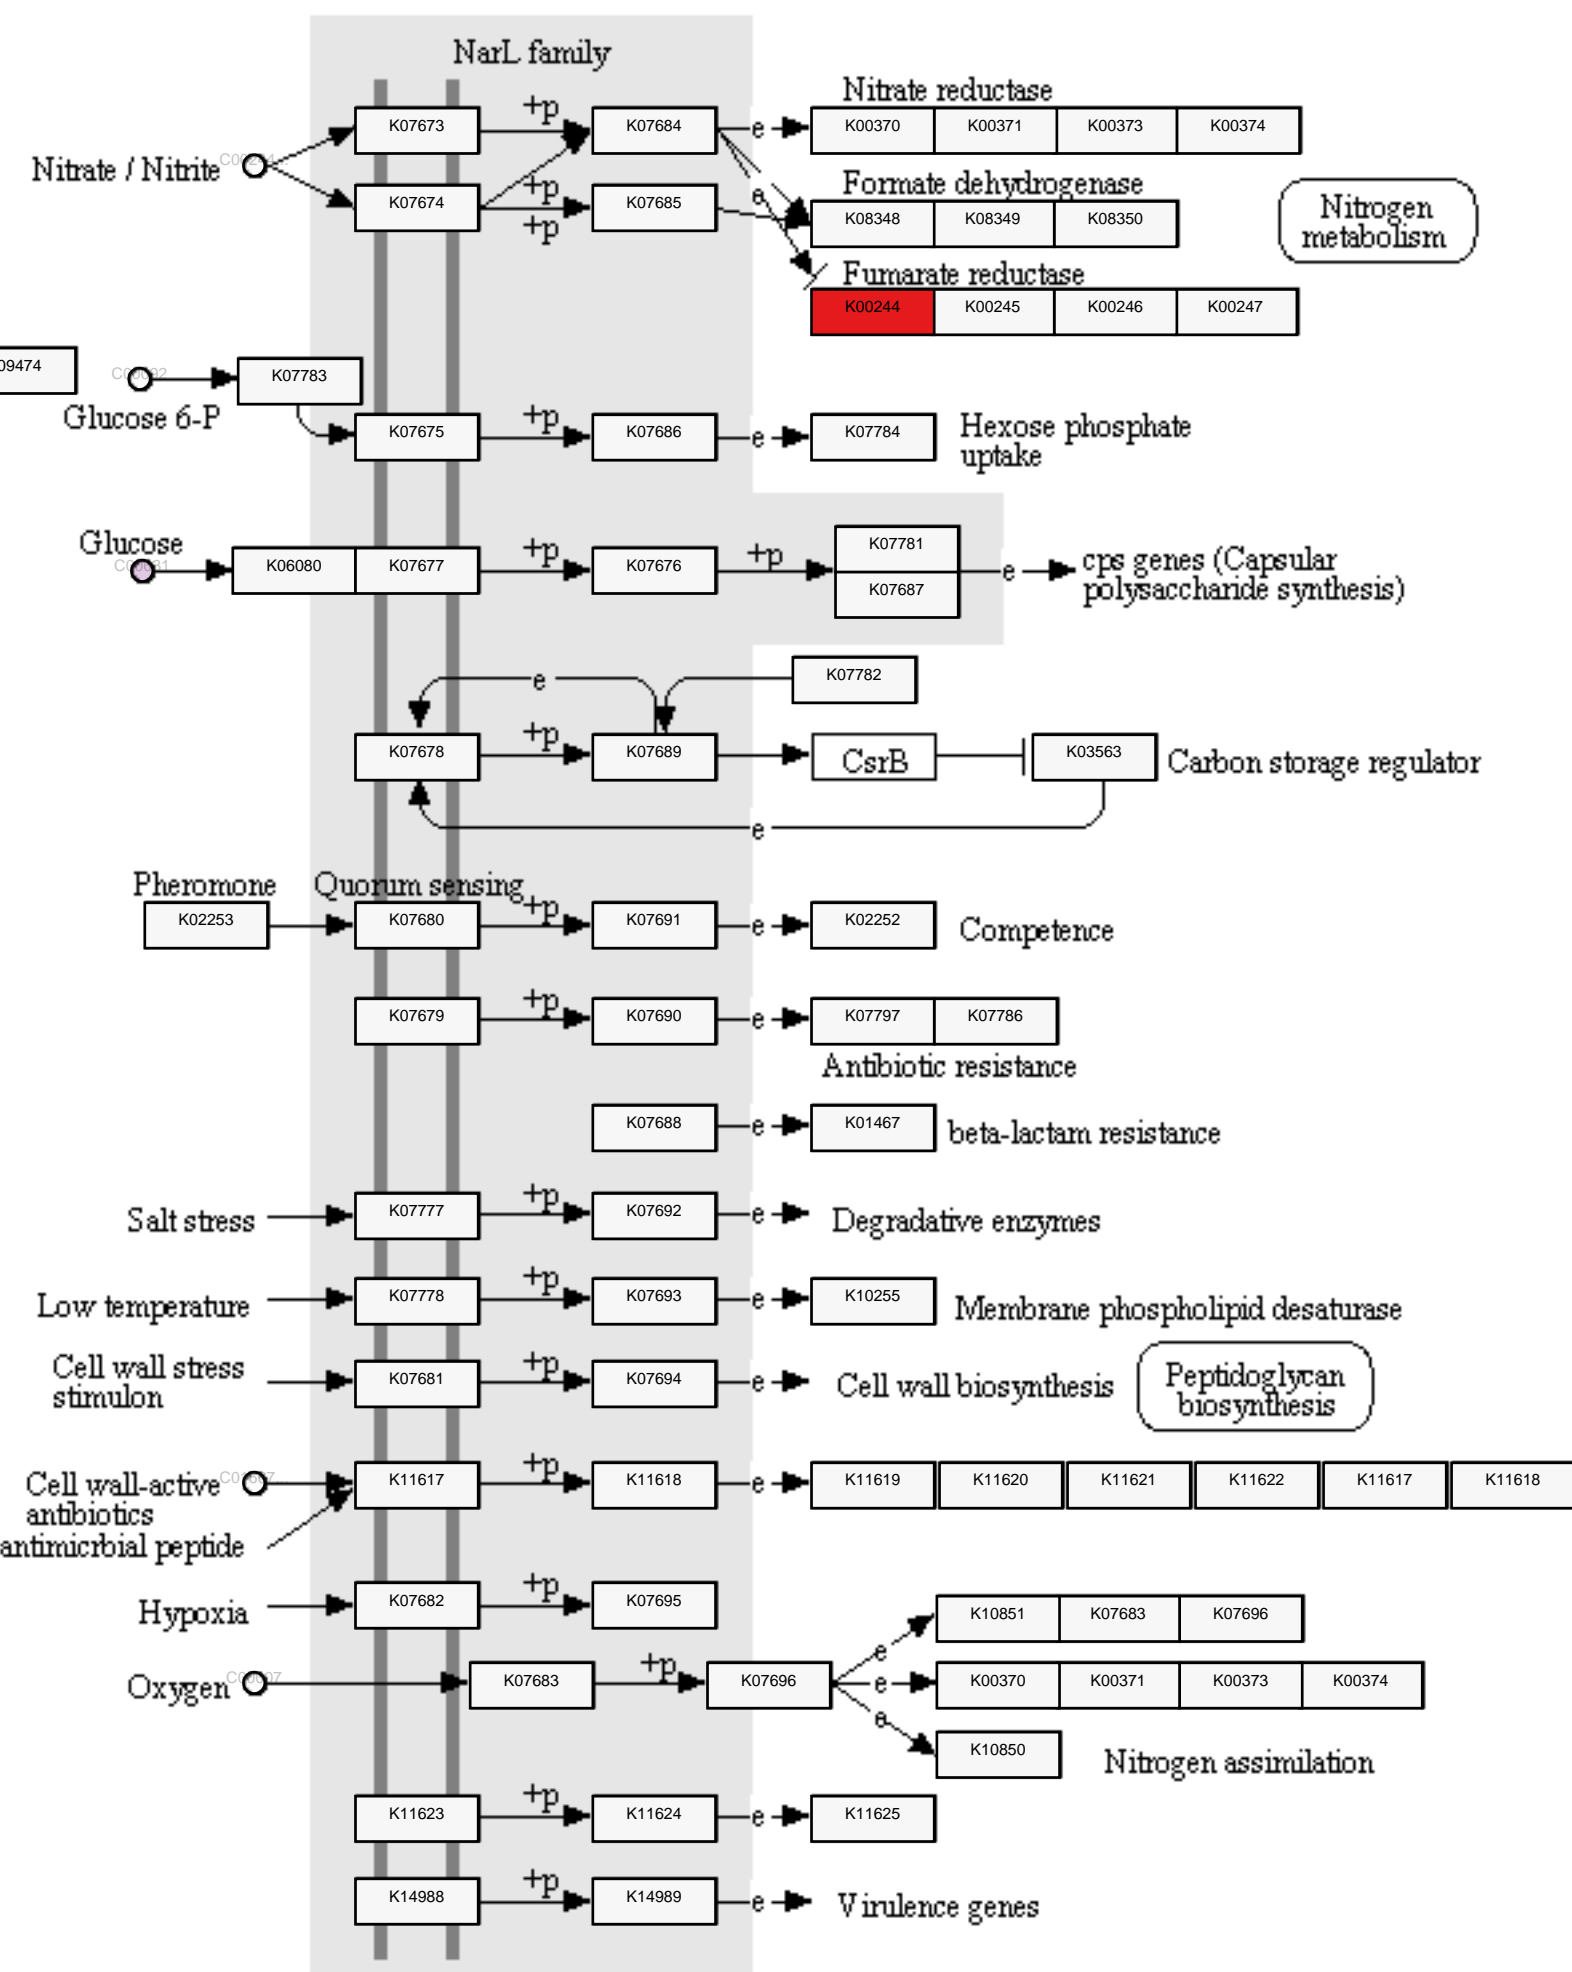 NarL family
Nitrate reductase
K07673 +p K07684 e K00370 K00371 K00373 K00374
Nitrate / Nitrite
Formate dehydrogenase
K07674 +p K07685 e K08348 K08349 K08350
+p
Nitrogen
metabolism
Fumarate reductase
K00244 K00245 K00246 K00247
09474
K07783
Glucose 6-P
K07675 +p K07686 e K07784
Hexose phosphate
uptake
Glucose
K06080 K07677 +p K07676 +p K07781
K07687
e
cps genes (Capsular
polysaccharide synthesis)
e K07782
K07678 +p K07689 CsrB K03563 Carbon storage regulator
e
Pheromone Quorum sensing
K02253 K07680 +p K07691 e K02252 Competence
K07679 +p K07690 e K07797 K07786
Antibiotic resistance
K07688 e K01467 beta-lactam resistance
Salt stress K07777 +p K07692 e Degradative enzymes
Low temperature K07778 +p K07693 e K10255 Membrane phospholipid desaturase
Cell wall stress
stimulon
K07681 +p K07694 e Cell wall biosynthesis
Peptidoglycan
biosynthesis
Cell wall-active
antibiotics
antimicrbial peptide
K11617 +p K11618 e K11619 K11620 K11621 K11622 K11617 K11618
Hypoxia K07682 +p K07695
K10851 K07683 K07696
e
Oxygen K07683 +p K07696 e K00370 K00371 K00373 K00374
e
K10850 Nitrogen assimilation
K11623 +p K11624 e K11625
K14988 +p K14989 e Virulence genes